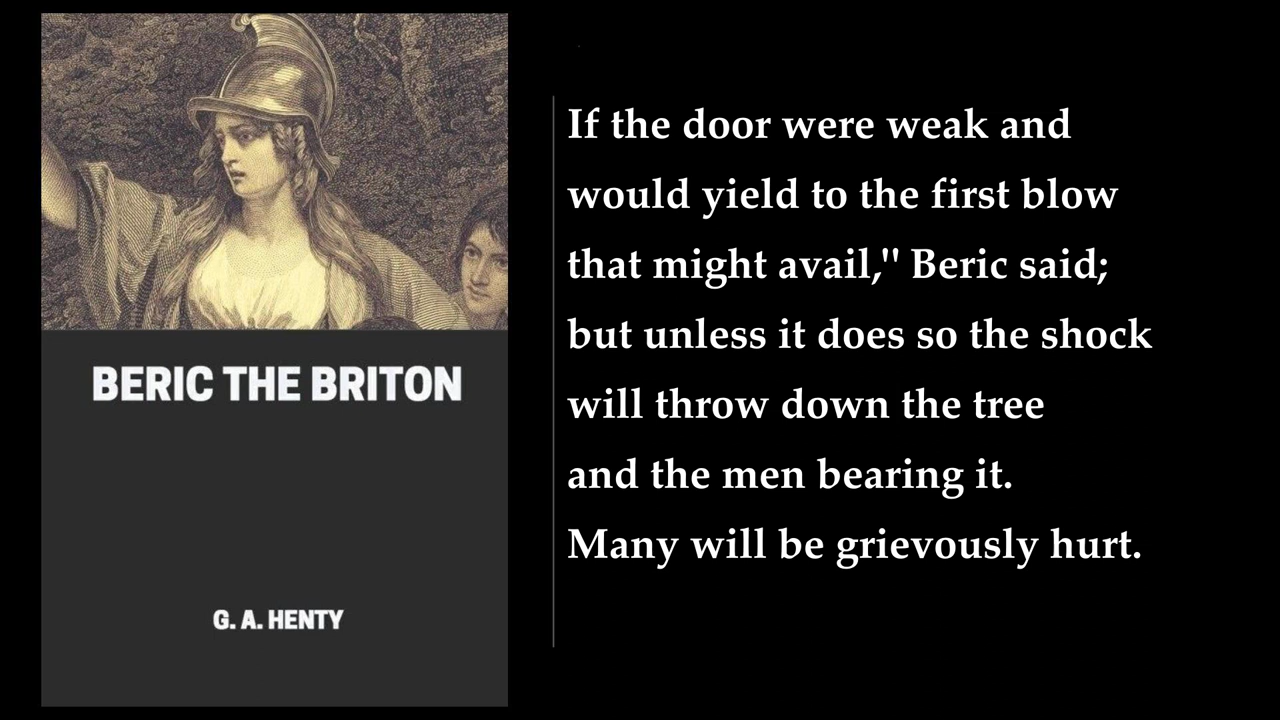 BERIC THE BRITON
G. A. HENTY
If the door were weak and
would yield to the first blow
that might avail," Beric said;
but unless it does so the shock
will throw down the tree
and the men bearing it.
Many will be grievously hurt.